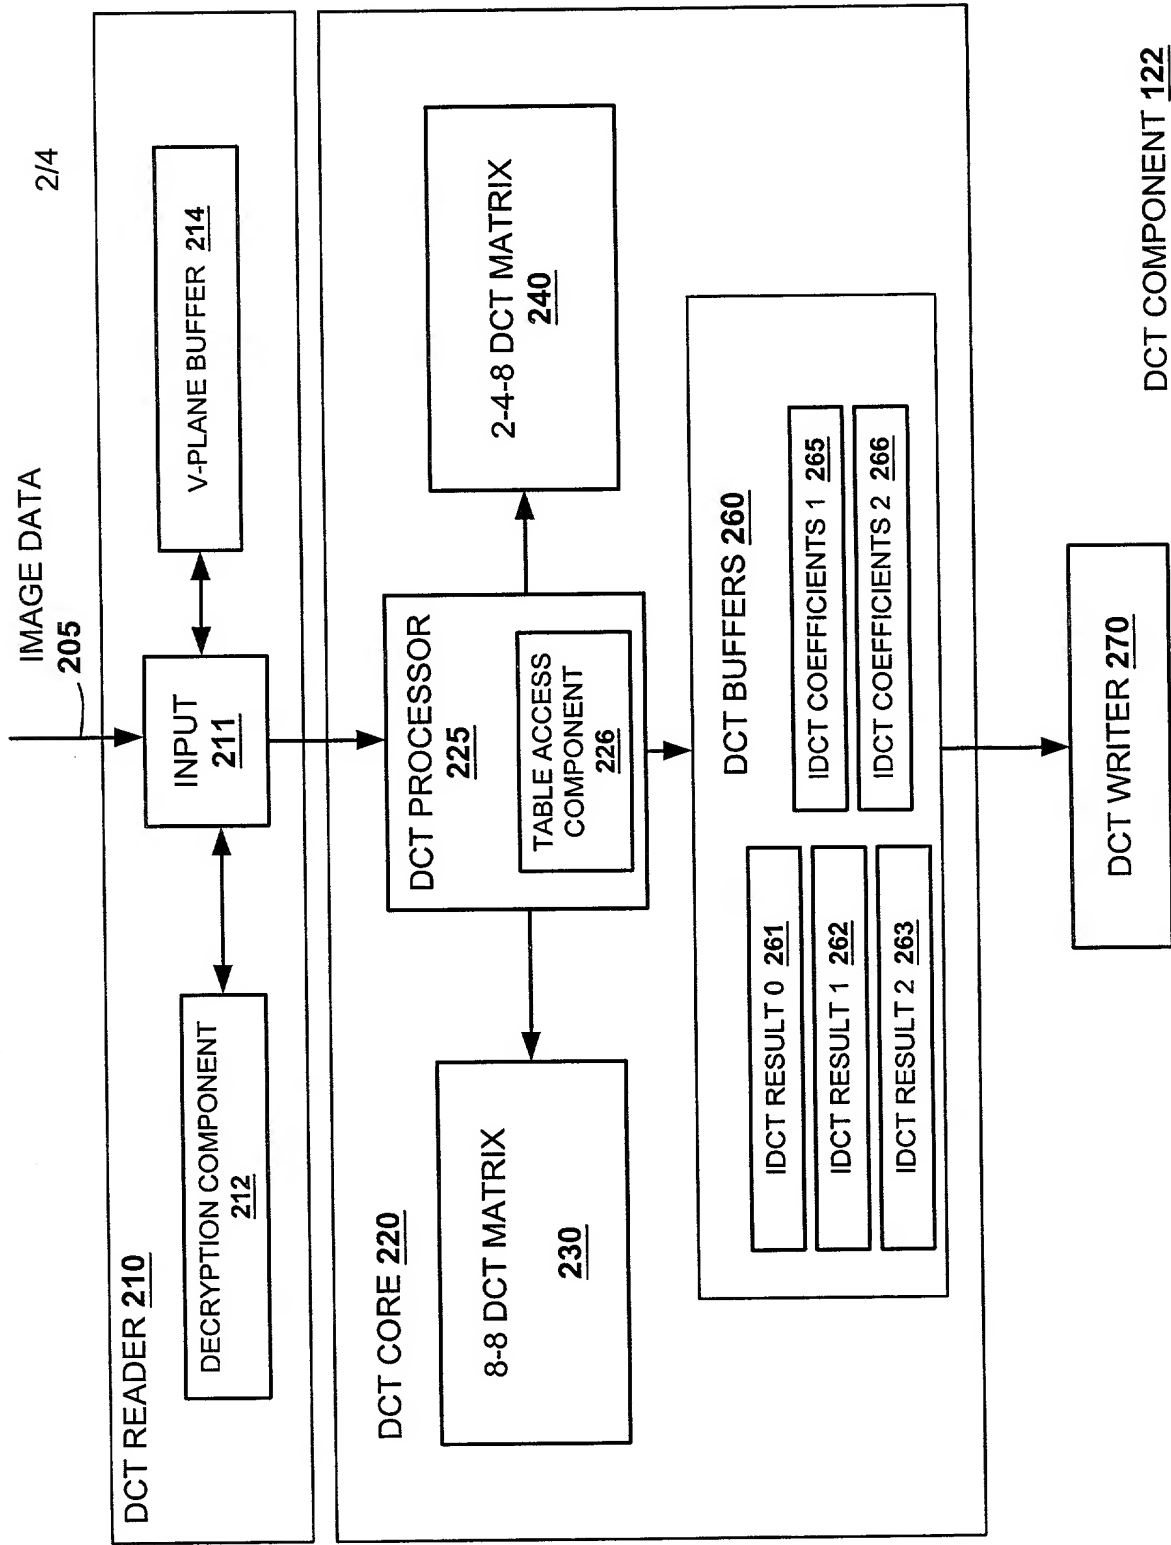 2/4
IMAGE DATA
205
DCT READER 210
DECRYPTION COMPONENT
212
INPUT
211
V-PLANE BUFFER 214
DCT CORE 220
8-8 DCT MATRIX
230
DCT PROCESSOR
225
TABLE ACCESS
COMPONENT
226
2-4-8 DCT MATRIX
240
DCT BUFFERS 260
IDCT RESULT 0 261
IDCT RESULT 1 262
IDCT RESULT 2 263
IDCT COEFFICIENTS 1 265
IDCT COEFFICIENTS 2 266
DCT WRITER 270
DCT COMPONENT 122